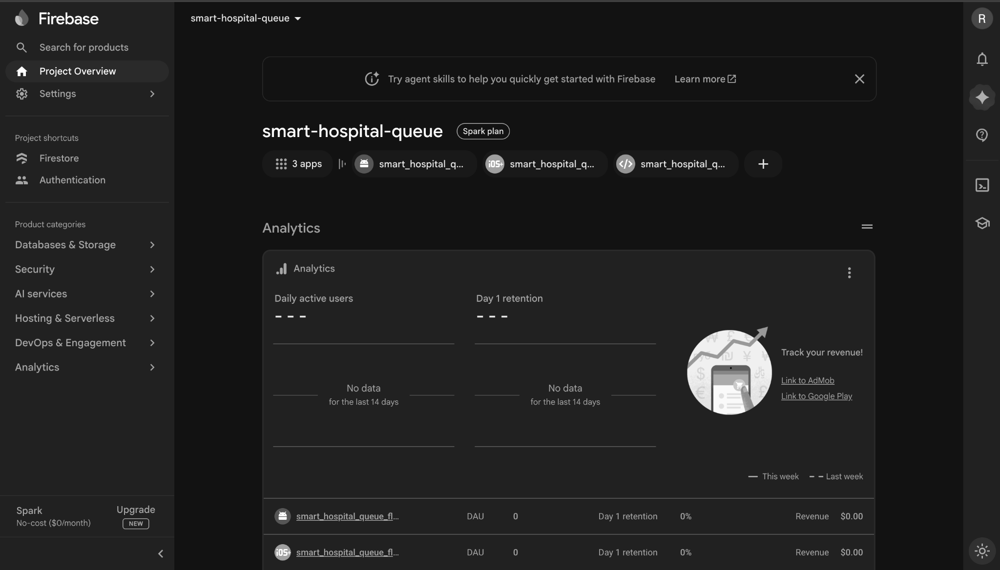 Firebase
Search for products
Project Overview
Settings
Project shortcuts
Firestore
Authentication
Product categories
Databases & Storage
Security
AI services
Hosting & Serverless
DevOps & Engagement
Analytics
Spark
No-cost ($0/month)
Upgrade
NEW
smart-hospital-queue
Try agent skills to help you quickly get started with Firebase Learn more
smart-hospital-queue Spark plan
3 apps smart_hospital_q... iOS+ smart_hospital_q... smart_hospital_q... +
Analytics
Analytics
Daily active users
- - -
No data
for the last 14 days
Day 1 retention
- - -
No data
for the last 14 days
Track your revenue!
Link to AdMob
Link to Google Play
This week Last week
smart_hospital_queue_fl... DAU 0 Day 1 retention 0% Revenue $0.00
iOS+ smart_hospital_queue_fl... DAU 0 Day 1 retention 0% Revenue $0.00
R